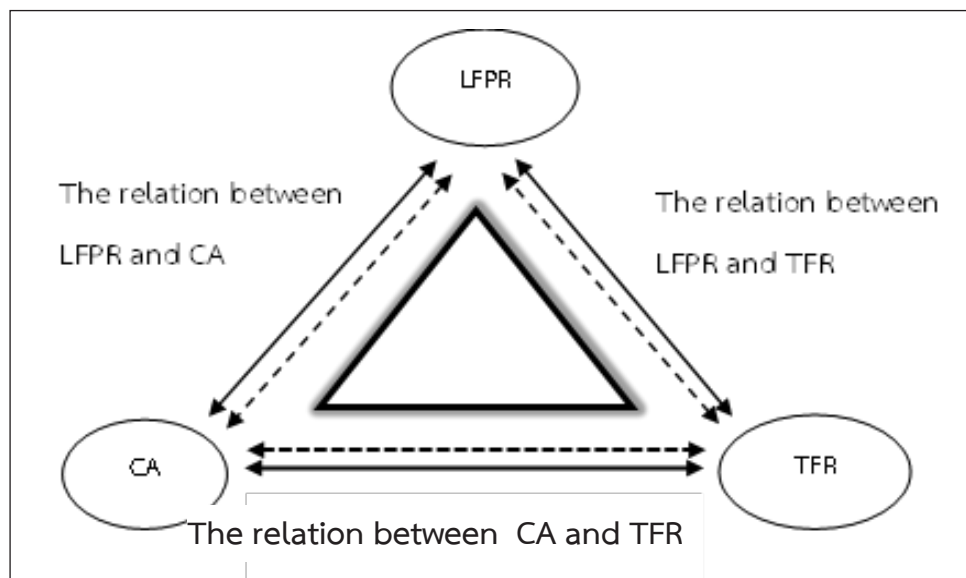 LFPR
The relation between
LFPR and CA
The relation between
LFPR and TFR
CA
TFR
The relation between CA and TFR